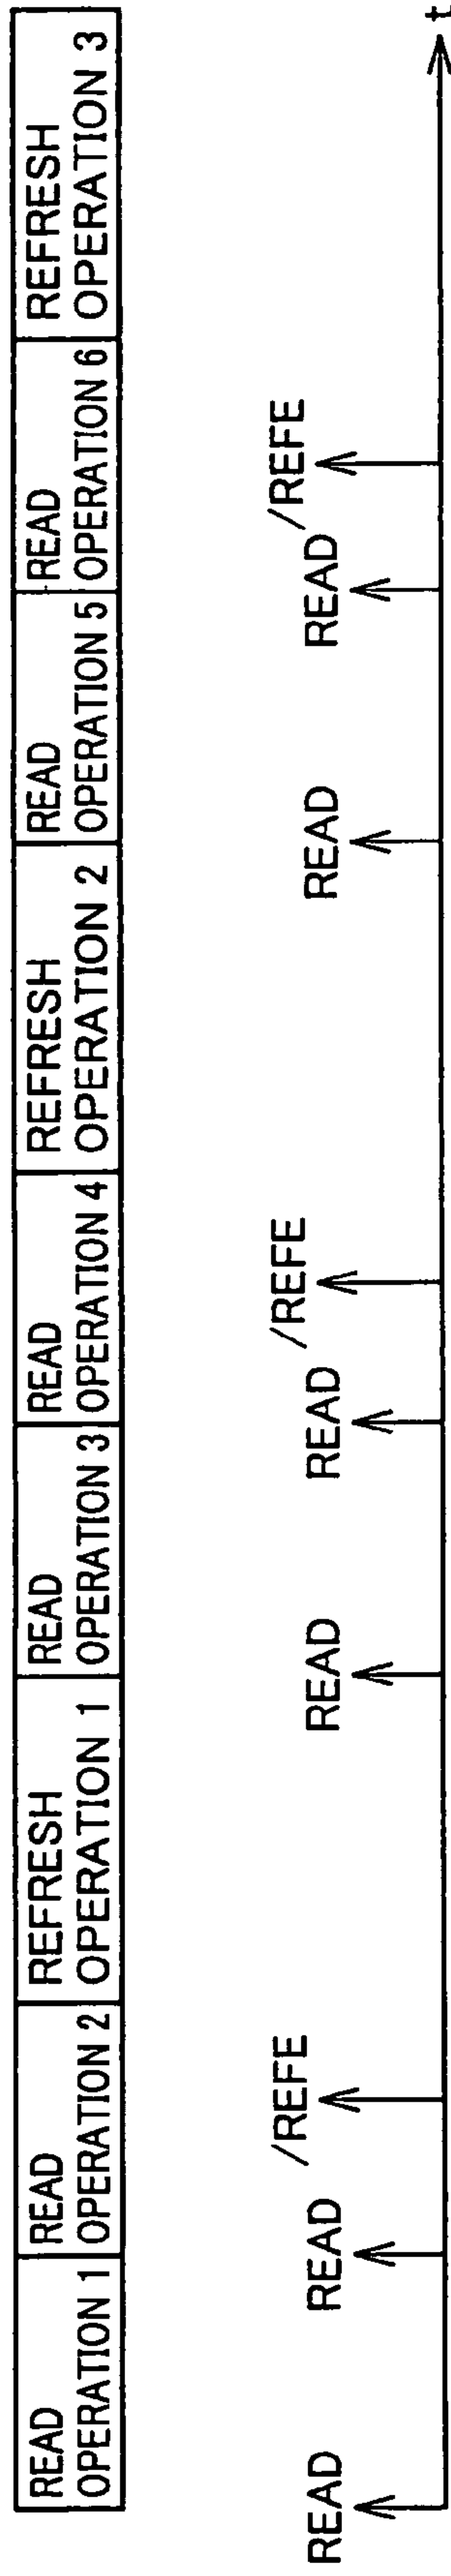 READ
OPERATION 1
READ
OPERATION 2
REFRESH
OPERATION 1
READ
OPERATION 3
READ
OPERATION 4
REFRESH
OPERATION 2
READ
OPERATION 5
READ
OPERATION 6
REFRESH
OPERATION 3
READ
READ
/REFE
READ
READ
/REFE
READ
READ
/REFE
t